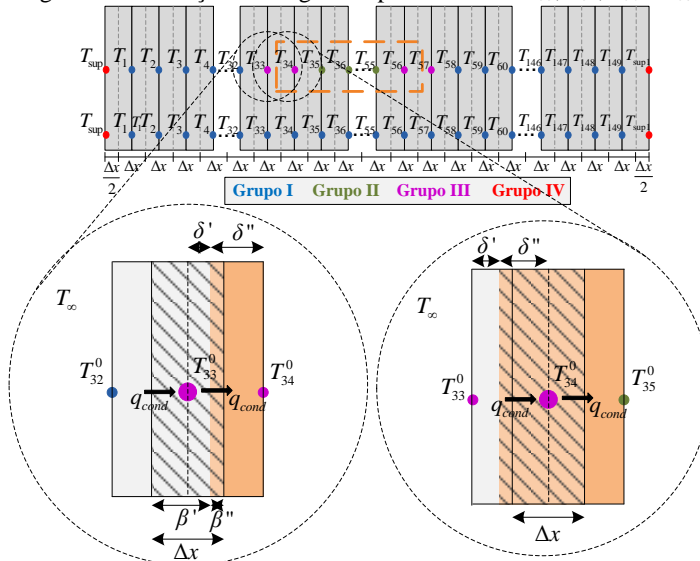 T_sup T_1 T_2 T_3 T_4 T_32 T_33 T_34 T_35 T_36 T_55 T_56 T_57 T_59 T_60 T_146 T_147 T_148 T_149 T_sup1
T_sup T_1 T_1 T_2 T_3 T_4 T_32 T_33 T_34 T_35 T_36 T_55 T_56 T_57 T_59 T_60 T_146 T_147 T_148 T_149 T_sup1
Δx/2 Δx Δx Δx Δx Δx Δx Δx Δx Δx Δx Δx Δx Δx Δx Δx Δx Δx Δx Δx Δx/2
Grupo I Grupo II Grupo III Grupo IV
δ' δ"
T_∞
T_32^0 T_33^0 T_34^0
q_cond q_cond
β' β"
Δx
δ' δ"
T_∞
T_33^0 T_34^0 T_35^0
q_cond q_cond
Δx